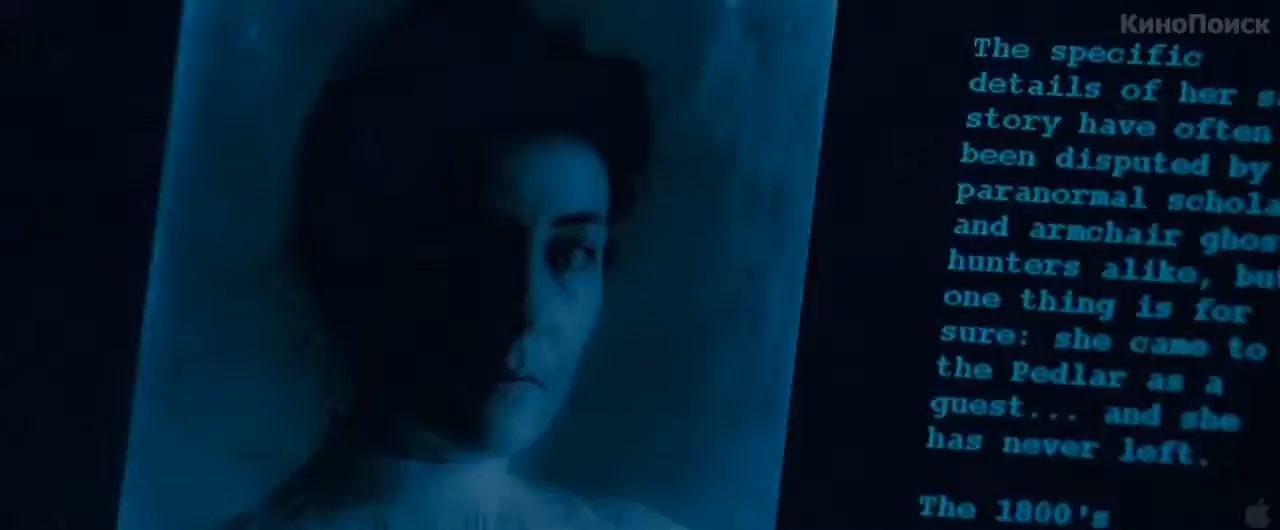 КиноПоиск
The specific
details of her
story have often
been disputed by
paranormal
and armchair
hunters alike, but
one thing is for
sure: she came to
the Pedlar as a
guest... and she
has never left.
The 1800's